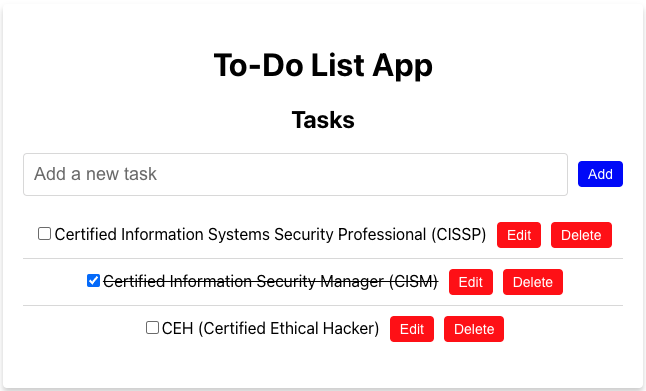 To-Do List App
Tasks
Add a new task Add
Certified Information Systems Security Professional (CISSP) Edit Delete
Certified Information Security Manager (CISM) Edit Delete
CEH (Certified Ethical Hacker) Edit Delete